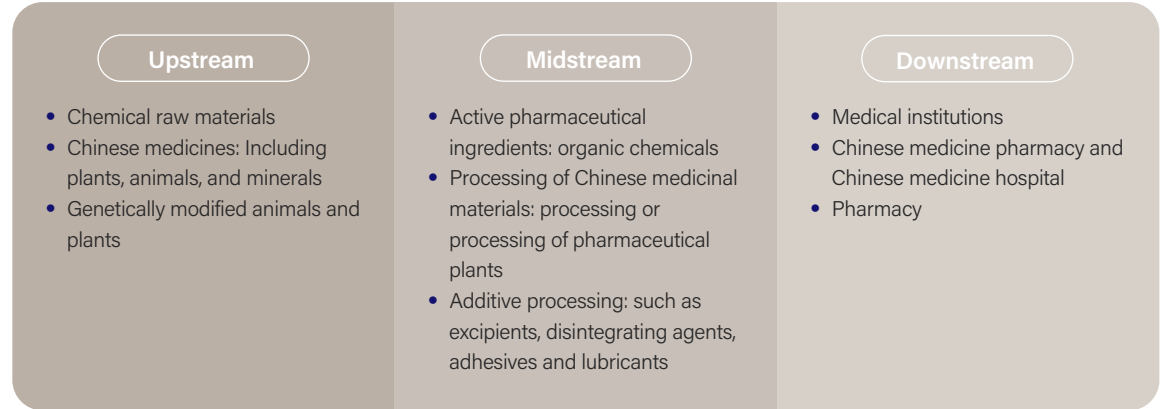 Upstream
• Chemical raw materials
• Chinese medicines: Including
plants, animals, and minerals
• Genetically modified animals and
plants
Midstream
• Active pharmaceutical
ingredients: organic chemicals
• Processing of Chinese medicinal
materials: processing or
processing of pharmaceutical
plants
• Additive processing: such as
excipients, disintegrating agents,
adhesives and lubricants
Downstream
• Medical institutions
• Chinese medicine pharmacy and
Chinese medicine hospital
• Pharmacy